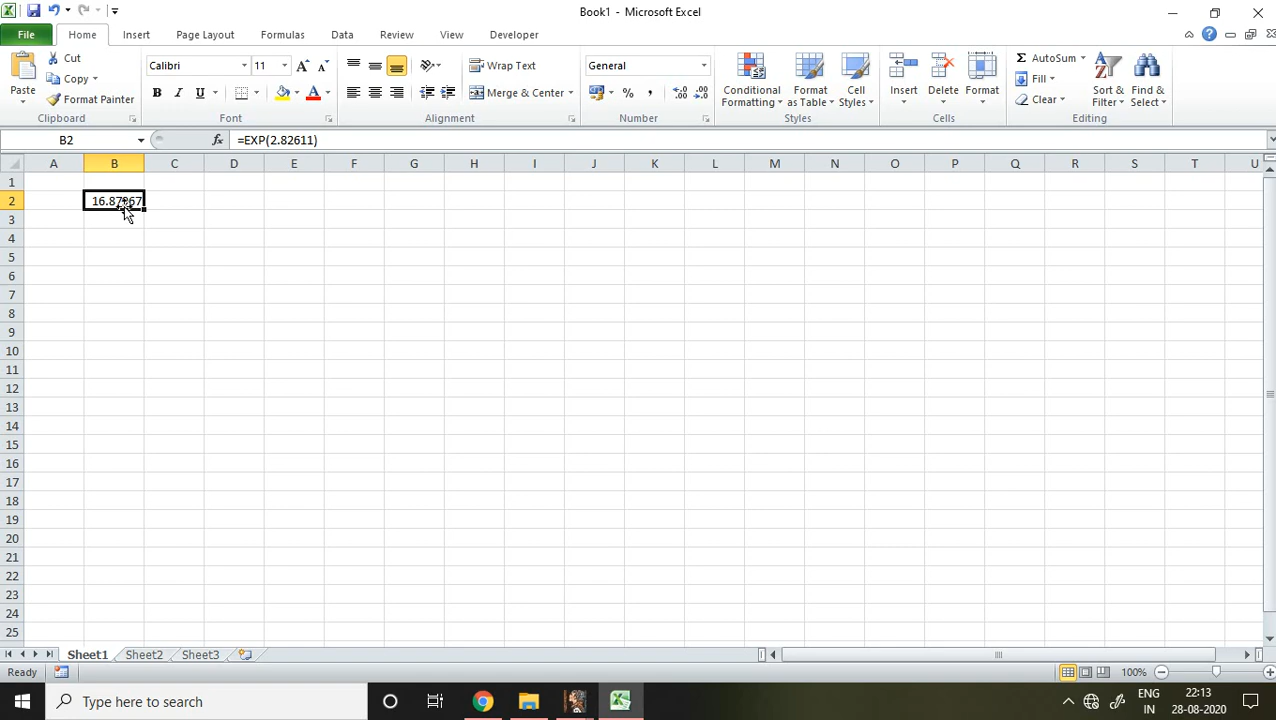 Book1 - Microsoft Excel
File Home Insert Page Layout Formulas Data Review View Developer
Cut
Copy
Format Painter
Paste
Clipboard
Calibri 11
B I U
Font
Wrap Text
Merge & Center
Alignment
General
Number
Conditional Formatting
Format as Table
Cell Styles
Styles
Insert Delete Format
Cells
AutoSum
Fill
Clear
Sort & Filter
Find & Select
Editing
B2 fx =EXP(2.82611)
A B C D E F G H I J K L M N O P Q R S T U
1
2
3
4
5
6
7
8
9
10
11
12
13
14
15
16
17
18
19
20
21
22
23
24
25
Sheet1 Sheet2 Sheet3
Ready 100%
Type here to search
ENG 22:13
IN 28-08-2020